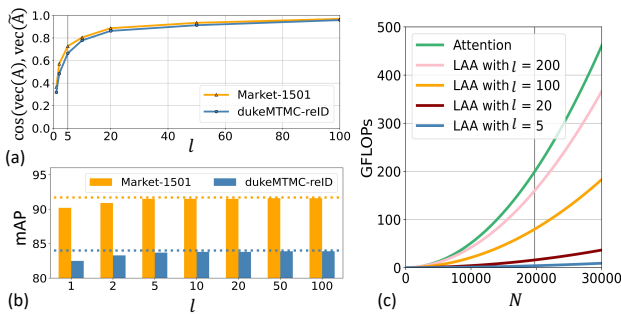 cos(vec(A), vec(Ã))
1.0
0.8
0.6
0.4
0.2
0.0
Market-1501
dukeMTMC-reID
0 5 20 40 60 80 100
l
(a)
mAP
95
90
85
80
Market-1501 dukeMTMC-reID
1 2 5 10 20 50 100
l
(b)
GFLOPs
500
400
300
200
100
0
Attention
LAA with l = 200
LAA with l = 100
LAA with l = 20
LAA with l = 5
0 10000 20000 30000
N
(c)